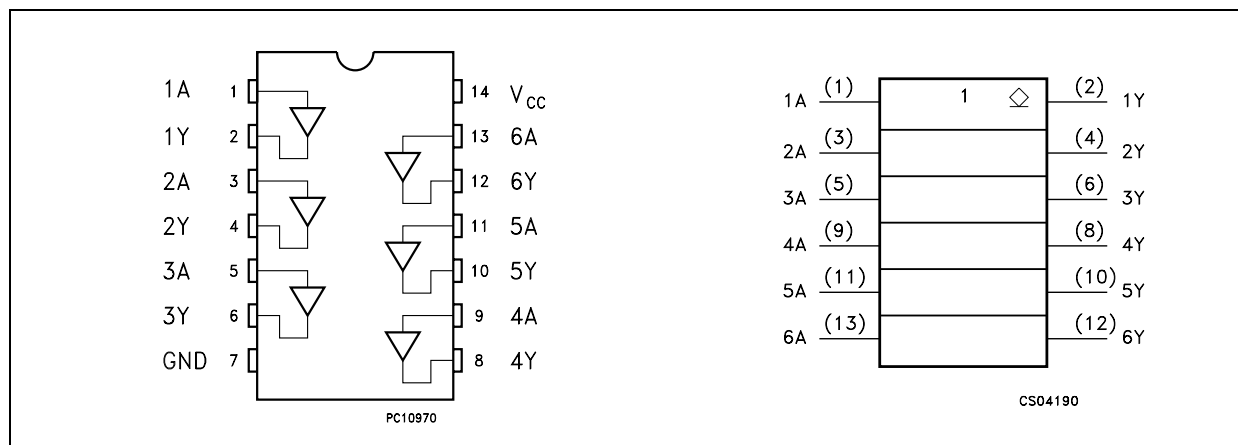 1A 1 14 VCC
1Y 2 13 6A
2A 3 12 6Y
2Y 4 11 5A
3A 5 10 5Y
3Y 6 9 4A
GND 7 8 4Y
PC10970
1A (1) 1 (2) 1Y
2A (3) (4) 2Y
3A (5) (6) 3Y
4A (9) (8) 4Y
5A (11) (10) 5Y
6A (13) (12) 6Y
CS04190